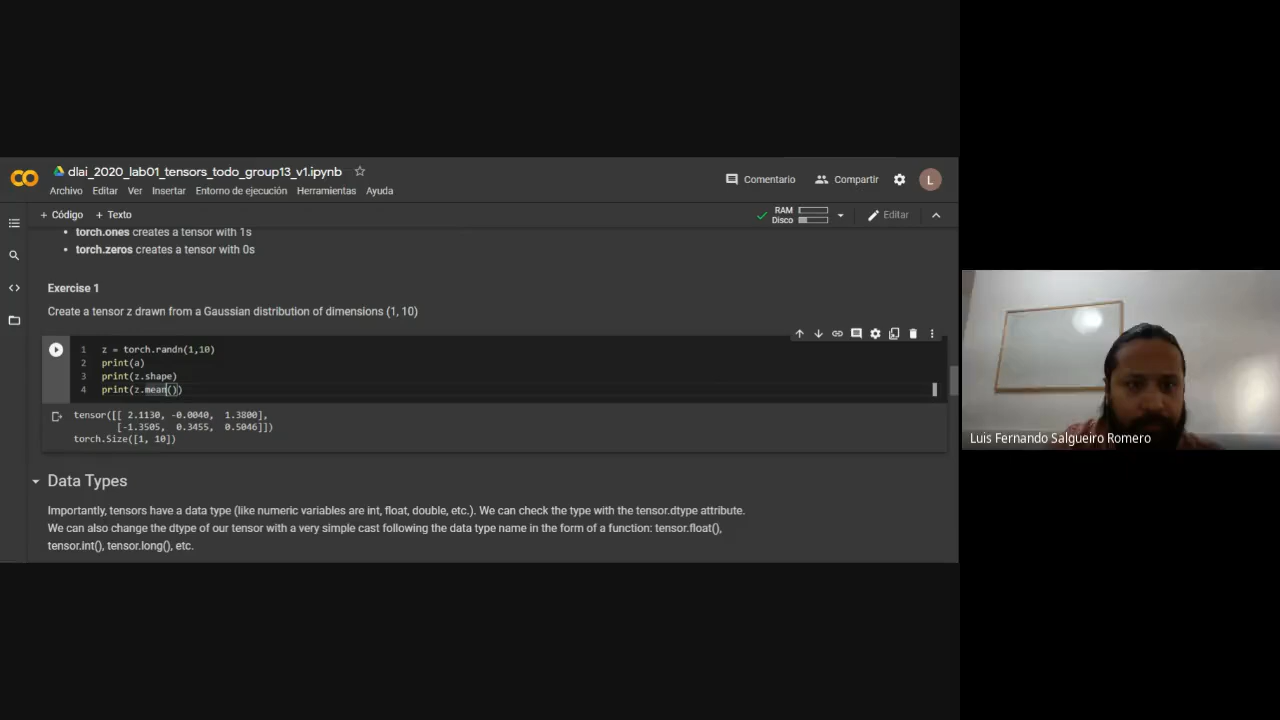 dlai_2020_lab01_tensors_todo_group13_v1.ipynb
Archivo Editar Ver Insertar Entorno de ejecución Herramientas Ayuda
Comentario Compartir L
+ Código + Texto
RAM
Disco
Editar
• torch.ones creates a tensor with 1s
• torch.zeros creates a tensor with 0s
Exercise 1
Create a tensor z drawn from a Gaussian distribution of dimensions (1, 10)
1 z = torch.randn(1,10)
2 print(a)
3 print(z.shape)
4 print(z.mean())
tensor([[ 2.1130, -0.0040, 1.3800],
[-1.3505, 0.3455, 0.5046]])
torch.Size([1, 10])
Data Types
Importantly, tensors have a data type (like numeric variables are int, float, double, etc.). We can check the type with the tensor.dtype attribute.
We can also change the dtype of our tensor with a very simple cast following the data type name in the form of a function: tensor.float(),
tensor.int(), tensor.long(), etc.
Luis Fernando Salgueiro Romero